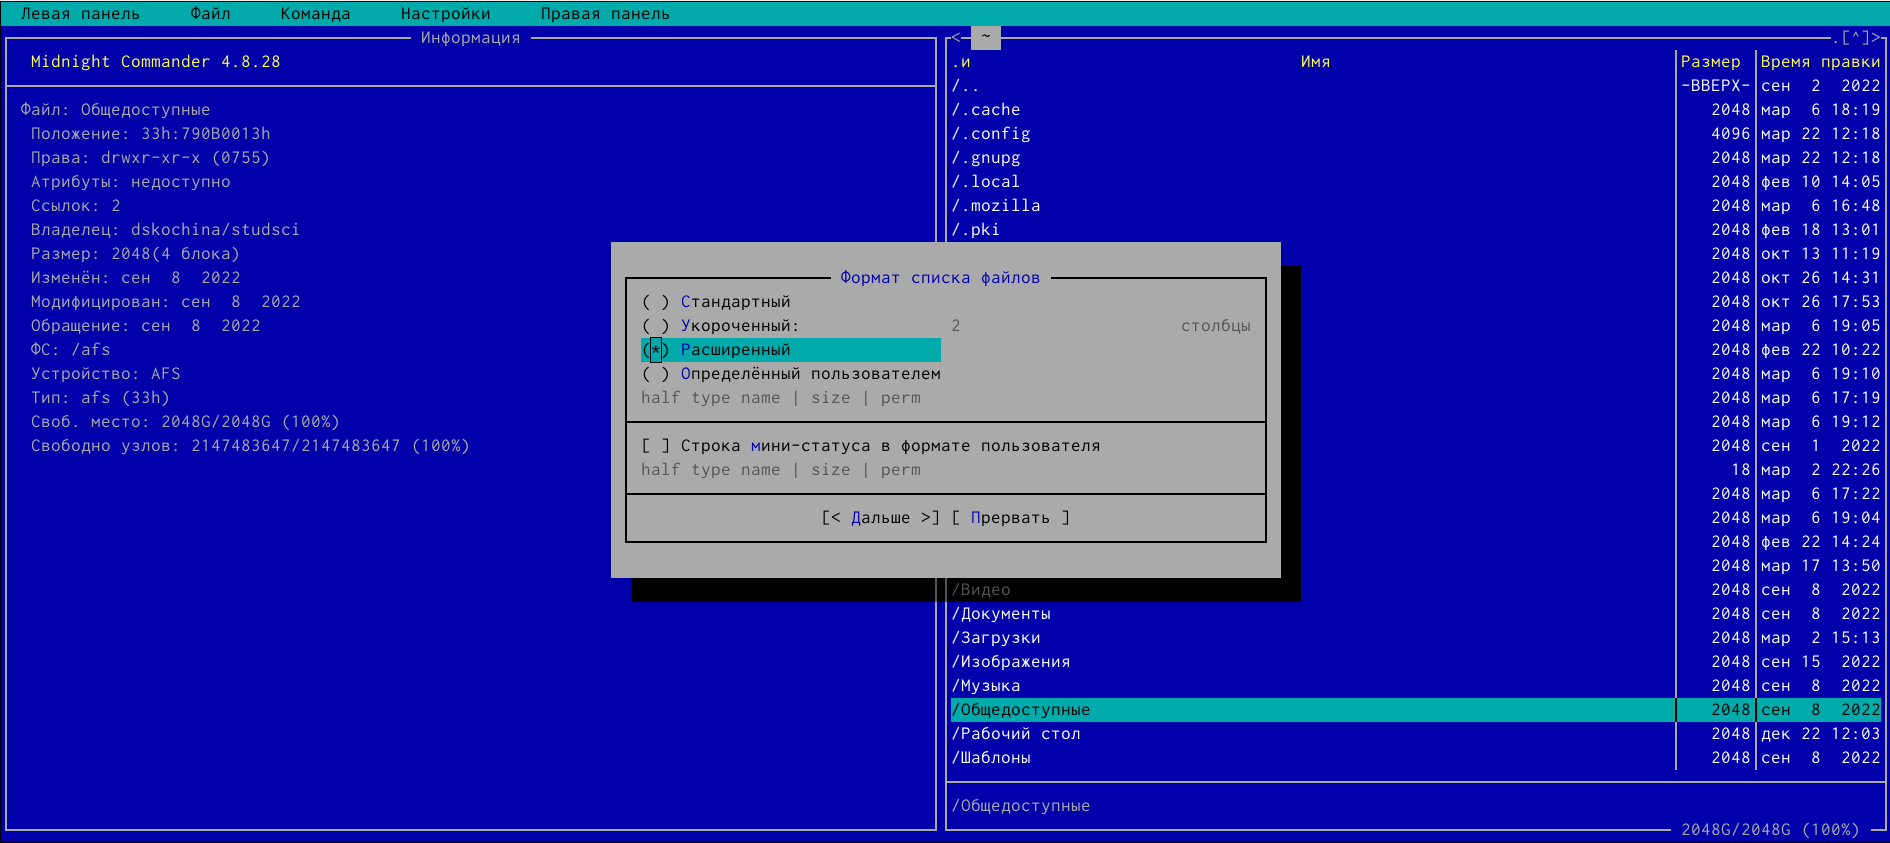 Левая панель Файл Команда Настройки Правая панель
Информация
Midnight Commander 4.8.28
Файл: Общедоступные
Положение: 33h:790B0013h
Права: drwxr-xr-x (0755)
Атрибуты: недоступно
Ссылок: 2
Владелец: dskochina/studsci
Размер: 2048(4 блока)
Изменён: сен 8 2022
Модифицирован: сен 8 2022
Обращение: сен 8 2022
ФС: /afs
Устройство: AFS
Тип: afs (33h)
Своб. место: 2048G/2048G (100%)
Свободно узлов: 2147483647/2147483647 (100%)
Формат списка файлов
( ) Стандартный
( ) Укороченный: 2 столбцы
(*) Расширенный
( ) Определённый пользователем
half type name | size | perm
[ ] Строка мини-статуса в формате пользователя
half type name | size | perm
[< Дальше >] [ Прервать ]
<─ ~ .[^]>
.и Имя Размер Время правки
/.. -ВВЕРХ- сен 2 2022
/.cache 2048 мар 6 18:19
/.config 4096 мар 22 12:18
/.gnupg 2048 мар 22 12:18
/.local 2048 фев 10 14:05
/.mozilla 2048 мар 6 16:48
/.pki 2048 фев 18 13:01
2048 окт 13 11:19
2048 окт 26 14:31
2048 окт 26 17:53
2048 мар 6 19:05
2048 фев 22 10:22
2048 мар 6 19:10
2048 мар 6 17:19
2048 мар 6 19:12
2048 сен 1 2022
18 мар 2 22:26
2048 мар 6 17:22
2048 мар 6 19:04
2048 фев 22 14:24
2048 мар 17 13:50
/Видео 2048 сен 8 2022
/Документы 2048 сен 8 2022
/Загрузки 2048 мар 2 15:13
/Изображения 2048 сен 15 2022
/Музыка 2048 сен 8 2022
/Общедоступные 2048 сен 8 2022
/Рабочий стол 2048 дек 22 12:03
/Шаблоны 2048 сен 8 2022
/Общедоступные
2048G/2048G (100%)